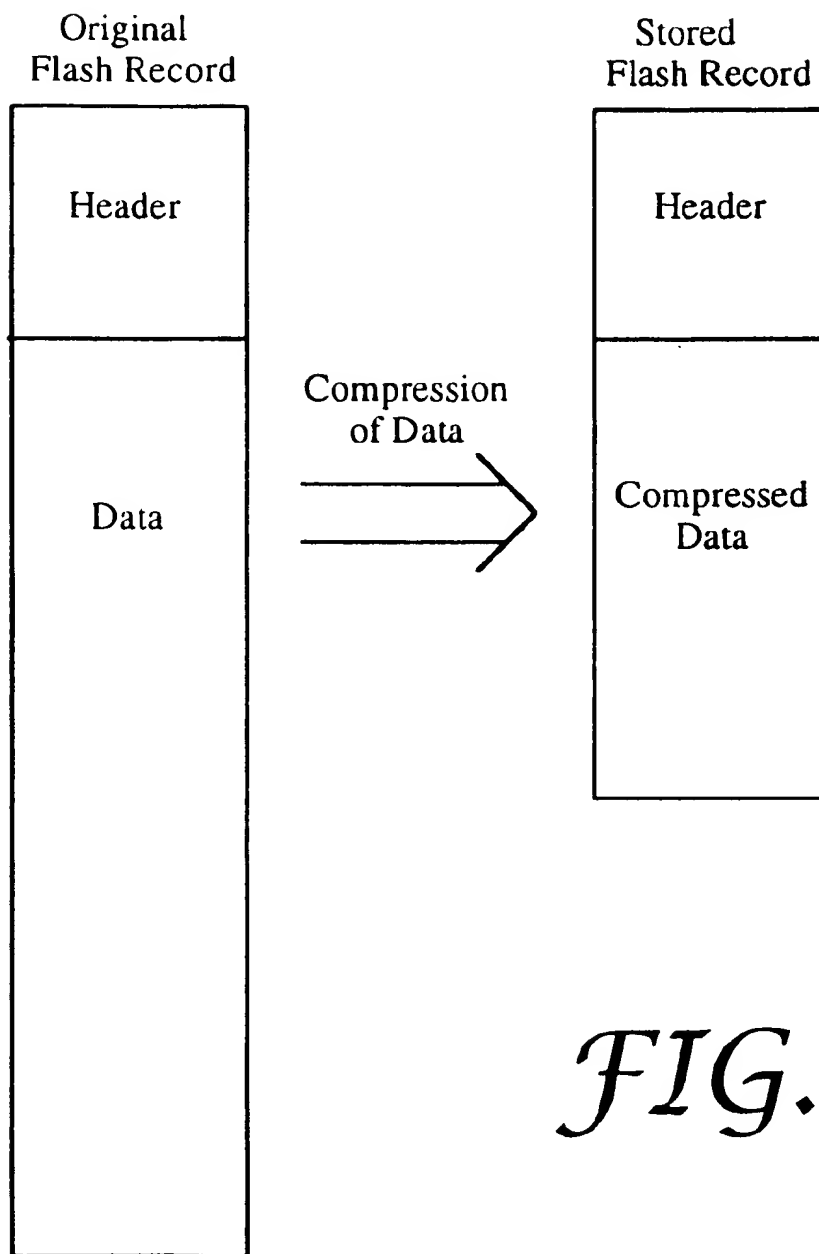 Original
Flash Record
Stored
Flash Record
Header
Header
Compression
of Data
Data
Compressed
Data
FIG.